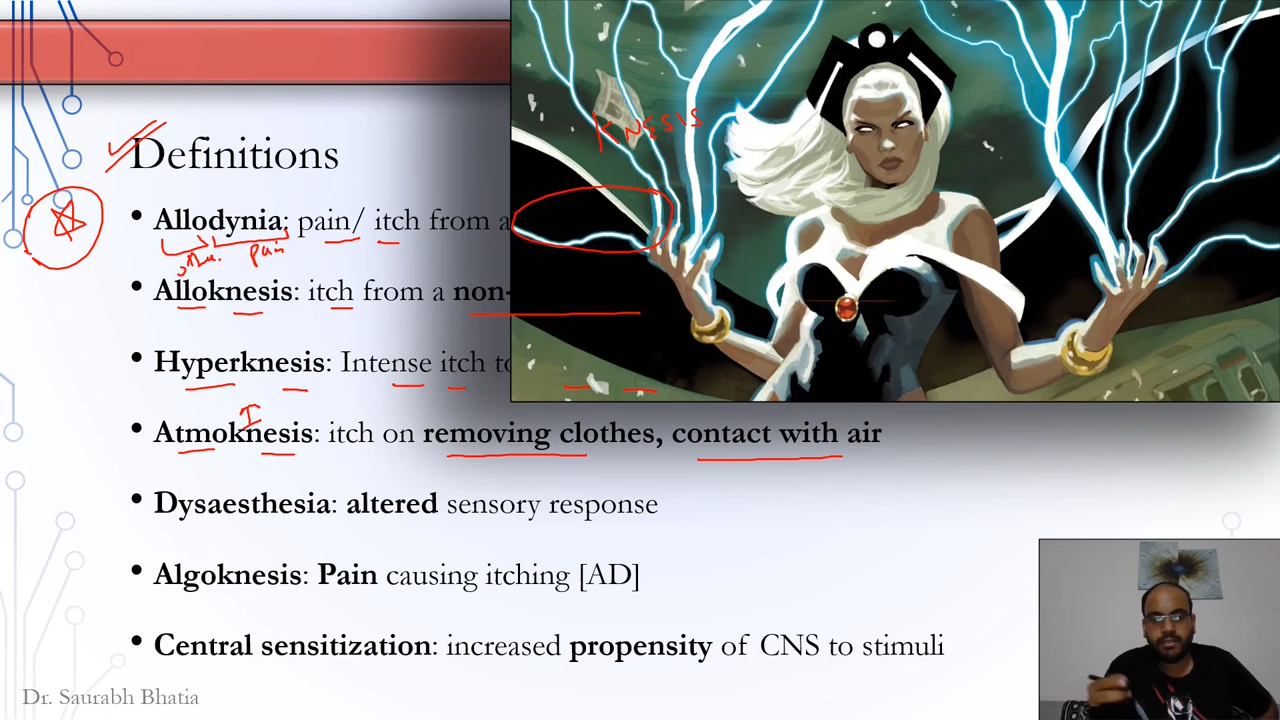 Definitions
KNESIS
• Allodynia: pain/ itch from a
pain
• Alloknesis: itch from a non-
• Hyperknesis: Intense itch to
I
• Atmoknesis: itch on removing clothes, contact with air
• Dysaesthesia: altered sensory response
• Algoknesis: Pain causing itching [AD]
• Central sensitization: increased propensity of CNS to stimuli
Dr. Saurabh Bhatia